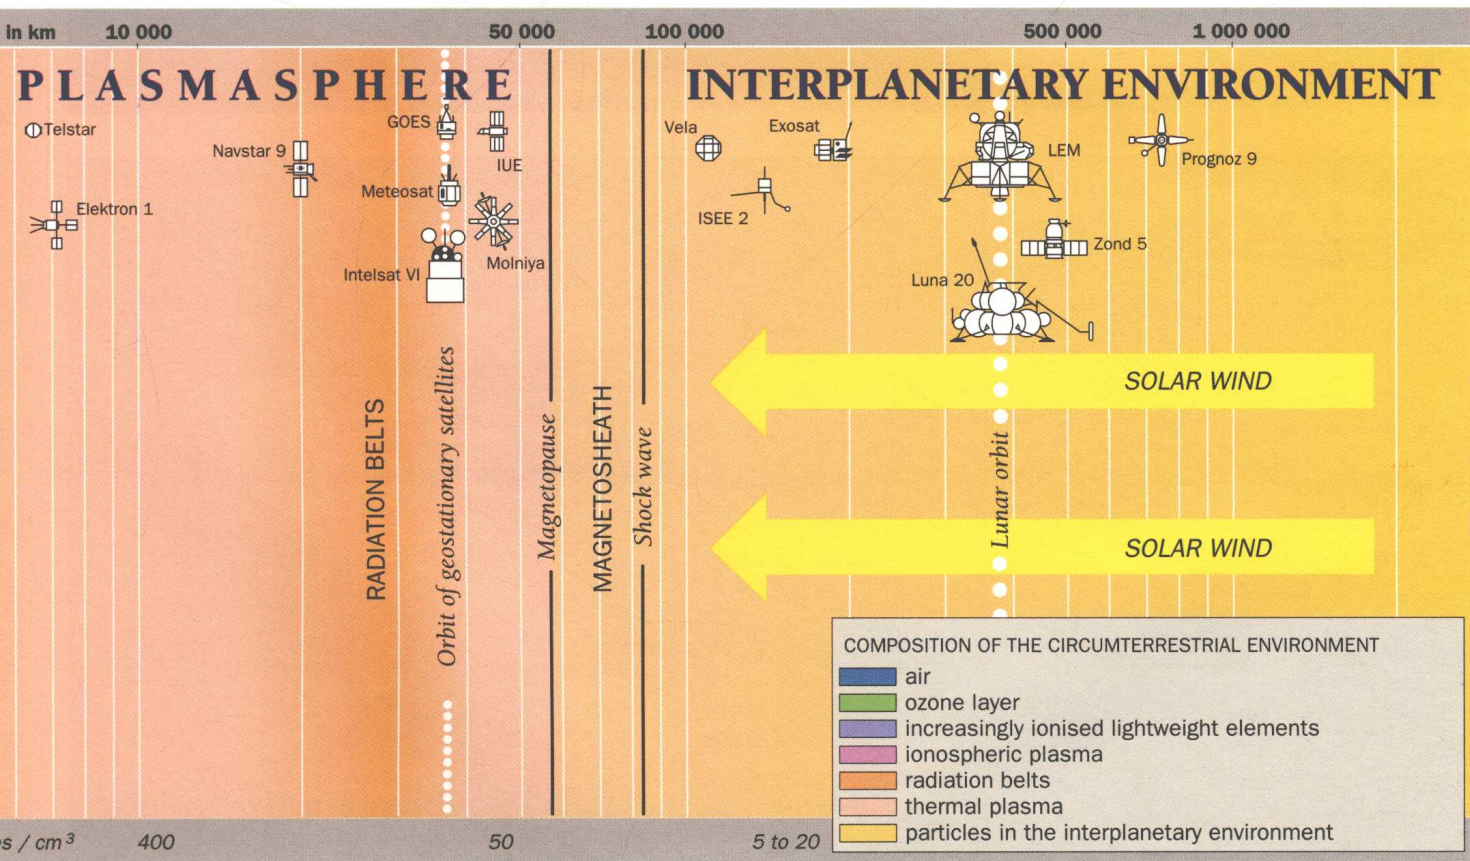 in km 10 000 50 000 100 000 500 000 1 000 000
PLASMASPHERE INTERPLANETARY ENVIRONMENT
Telstar
Elektron 1
Navstar 9
GOES
IUE
Meteosat
Molniya
Intelsat VI
Vela
Exosat
ISEE 2
LEM
Prognoz 9
Zond 5
Luna 20
RADIATION BELTS
Orbit of geostationary satellites
Magnetopause
MAGNETOSHEATH
Shock wave
Lunar orbit
SOLAR WIND
SOLAR WIND
COMPOSITION OF THE CIRCUMTERRESTRIAL ENVIRONMENT
air
ozone layer
increasingly ionised lightweight elements
ionospheric plasma
radiation belts
thermal plasma
particles in the interplanetary environment
/ cm³ 400 50 5 to 20